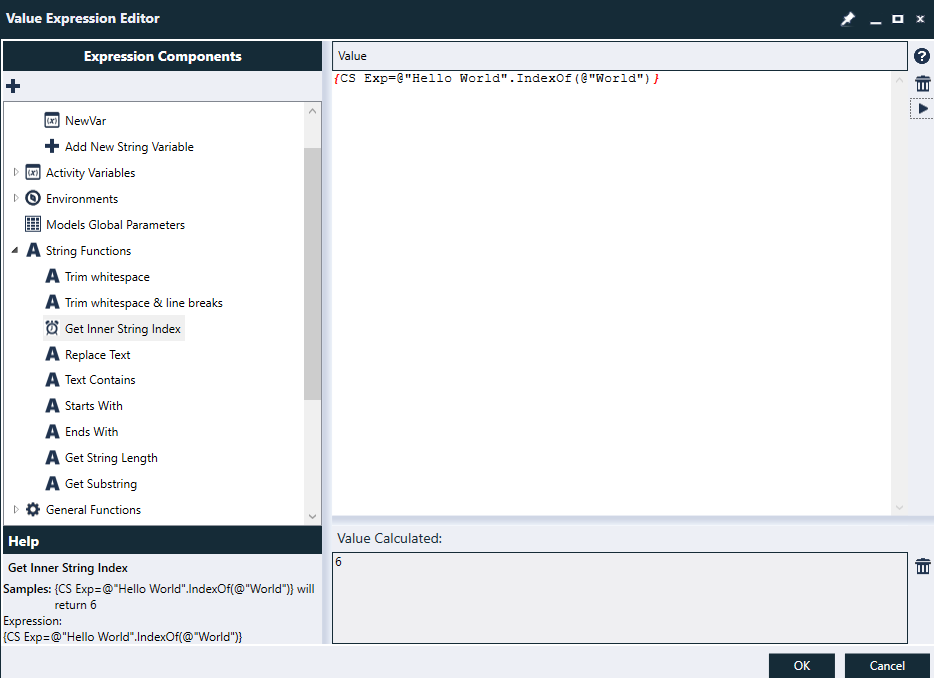 Value Expression Editor
Expression Components
NewVar
Add New String Variable
Activity Variables
Environments
Models Global Parameters
String Functions
Trim whitespace
Trim whitespace & line breaks
Get Inner String Index
Replace Text
Text Contains
Starts With
Ends With
Get String Length
Get Substring
General Functions
Help
Get Inner String Index
Samples: {CS Exp=@"Hello World".IndexOf(@"World")} will
return 6
Expression:
{CS Exp=@"Hello World".IndexOf(@"World")}
Value
{CS Exp=@"Hello World".IndexOf(@"World")}
Value Calculated:
6
OK
Cancel